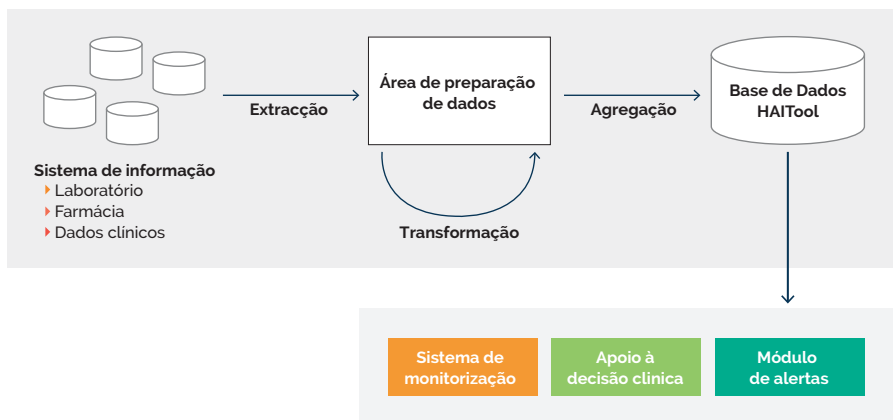 Extracção
Área de preparação
de dados
Agregação
Base de Dados
HAITool
Sistema de informação
Laboratório
Farmácia
Dados clínicos
Transformação
Sistema de
monitorização
Apoio à
decisão clinica
Módulo
de alertas